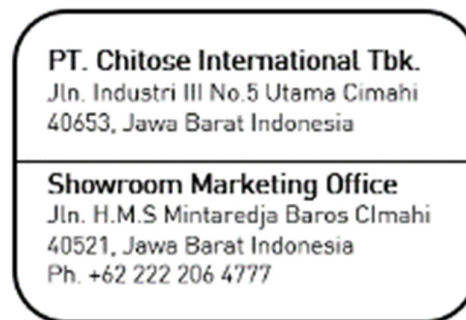 PT. Chitose International Tbk.
Jln. Industri III No.5 Utama Cimahi
40653, Jawa Barat Indonesia
Showroom Marketing Office
Jln. H.M.S Mintaredja Baros CImahi
40521, Jawa Barat Indonesia
Ph. +62 222 206 4777